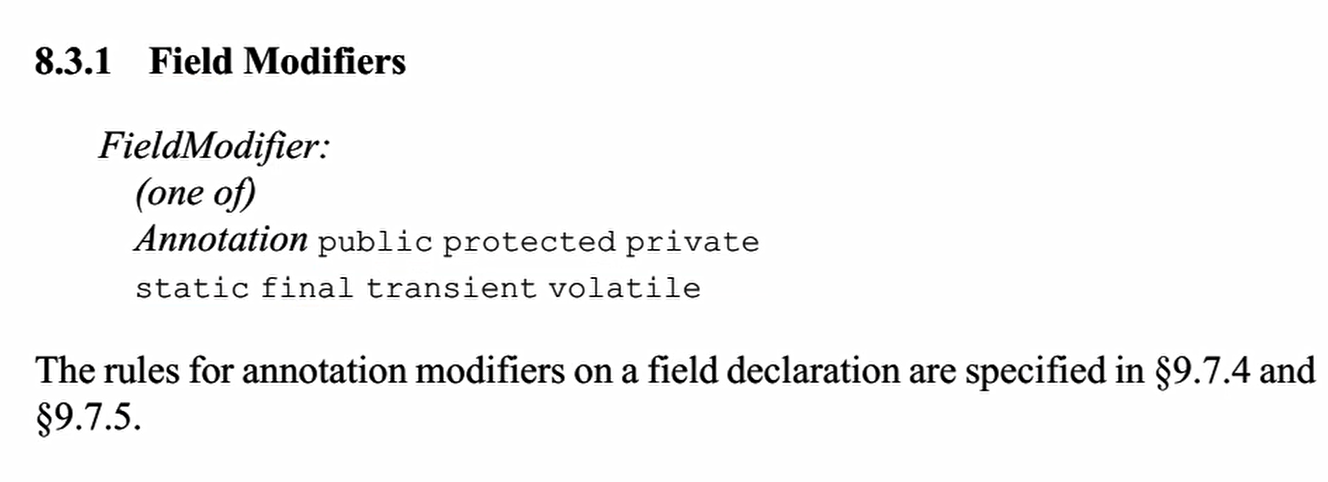 8.3.1 Field Modifiers
FieldModifier:
(one of)
Annotation public protected private
static final transient volatile
The rules for annotation modifiers on a field declaration are specified in §9.7.4 and
§9.7.5.